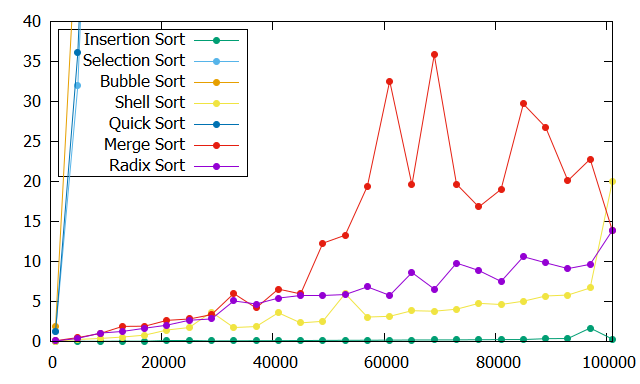 40
35
30
25
20
15
10
5
0
Insertion Sort
Selection Sort
Bubble Sort
Shell Sort
Quick Sort
Merge Sort
Radix Sort
0 20000 40000 60000 80000 100000